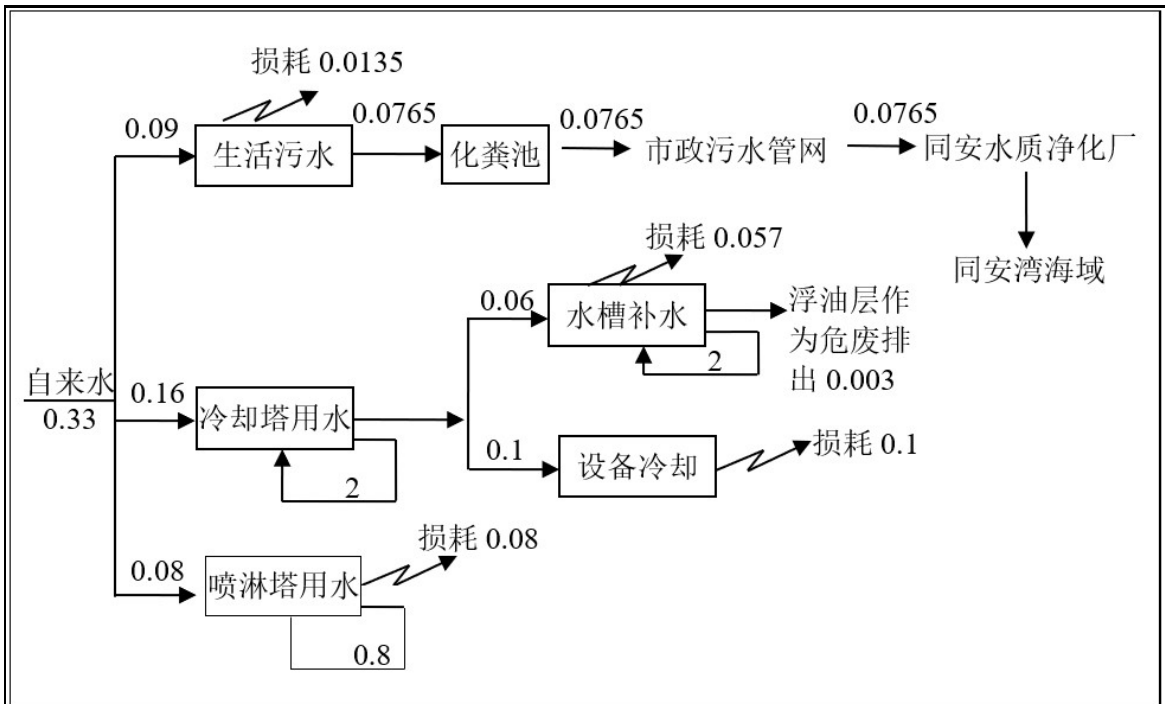 损耗 0.0135
0.09
生活污水
0.0765
化粪池
0.0765
市政污水管网
0.0765
同安水质净化厂
同安湾海域
损耗 0.057
0.06
水槽补水
2
浮油层作
为危废排
出 0.003
自来水
0.33
0.16
冷却塔用水
2
0.1
设备冷却
损耗 0.1
损耗 0.08
0.08
喷淋塔用水
0.8